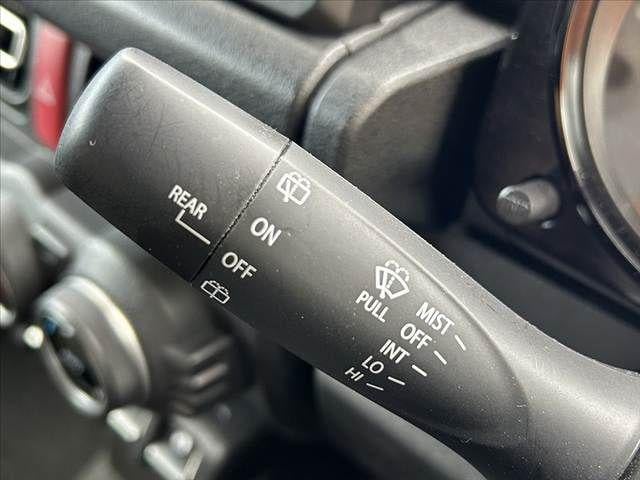 REAR
ON
OFF
PULL
MIST
OFF
INT
LO
HI